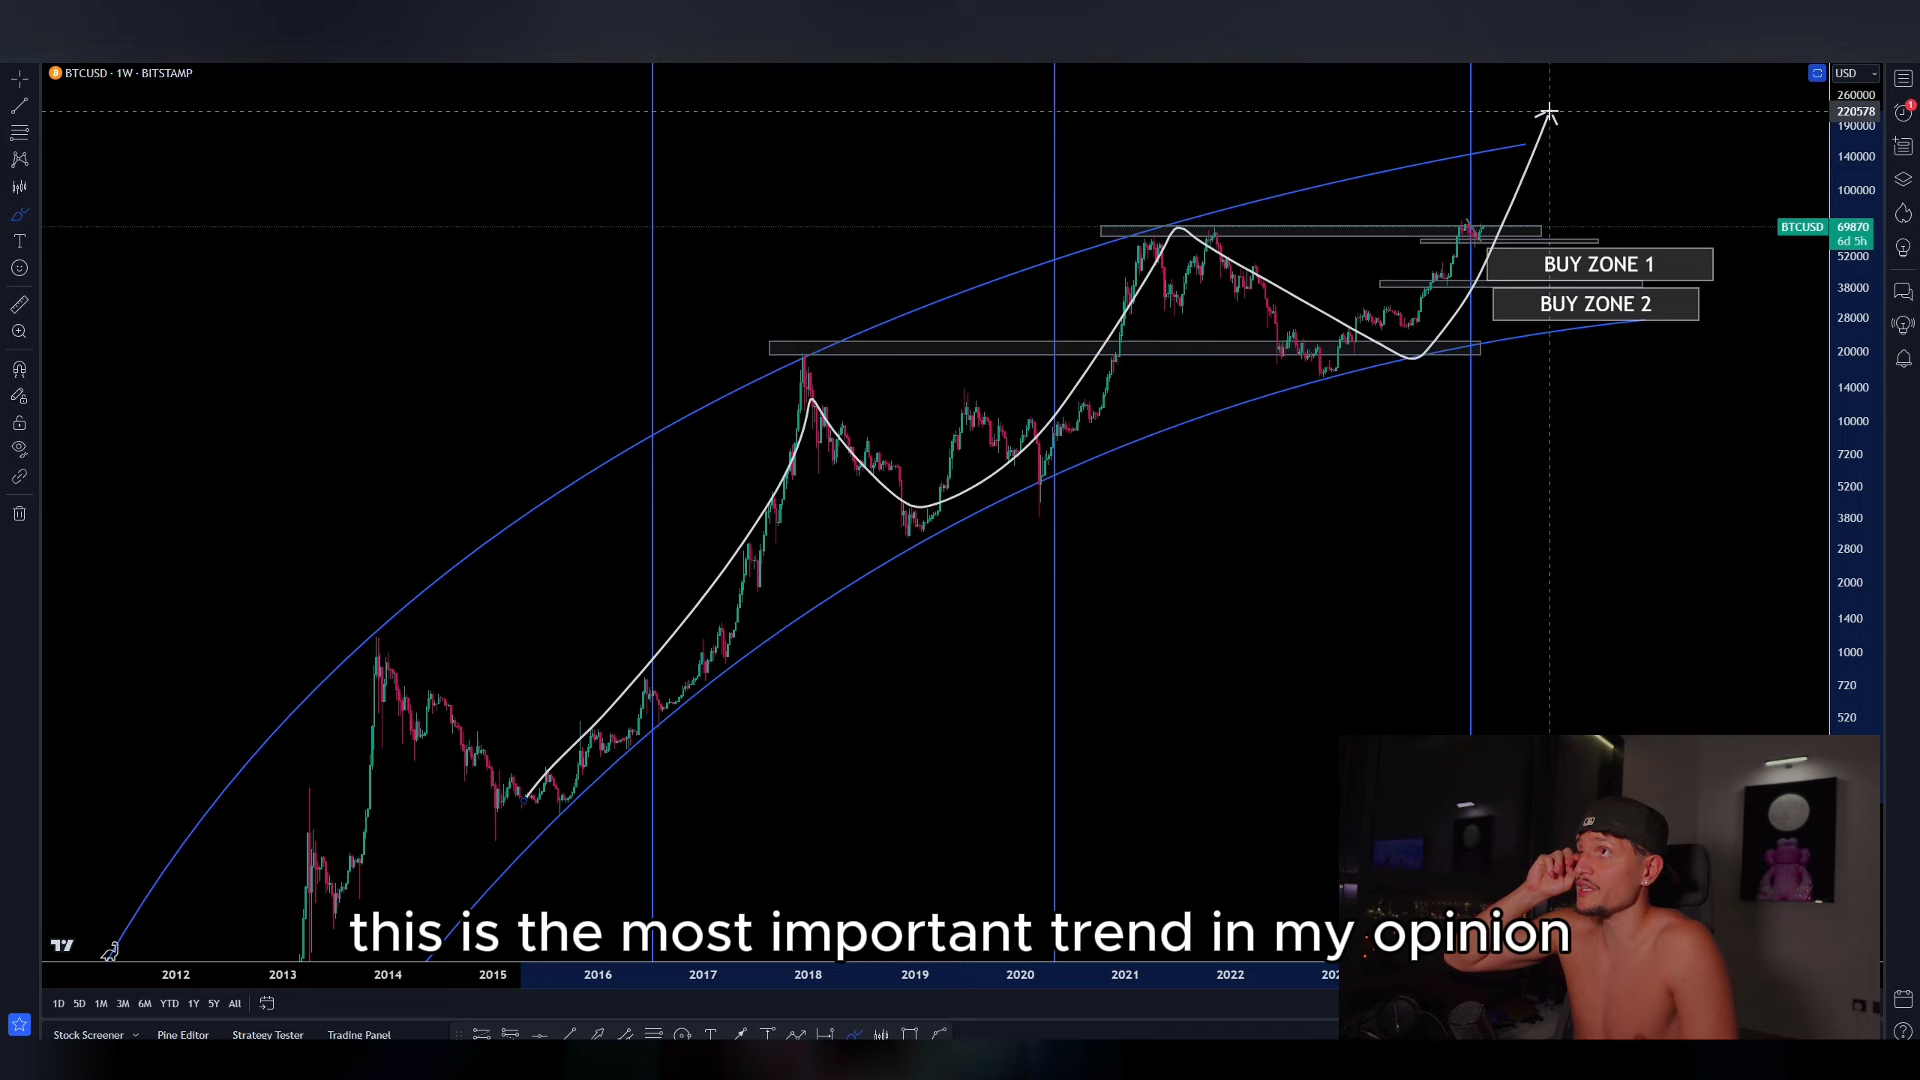 BTCUSD · 1W · BITSTAMP
USD
260000
220578
190000
140000
100000
BTCUSD 69870
6d 5h
52000
38000
28000
20000
14000
10000
7200
5200
3800
2800
2000
1400
1000
720
520
1
BUY ZONE 1
BUY ZONE 2
this is the most important trend in my opinion
2012 2013 2014 2015 2016 2017 2018 2019 2020 2021 2022
1D 5D 1M 3M 6M YTD 1Y 5Y All
Stock Screener Pine Editor Strategy Tester Trading Panel